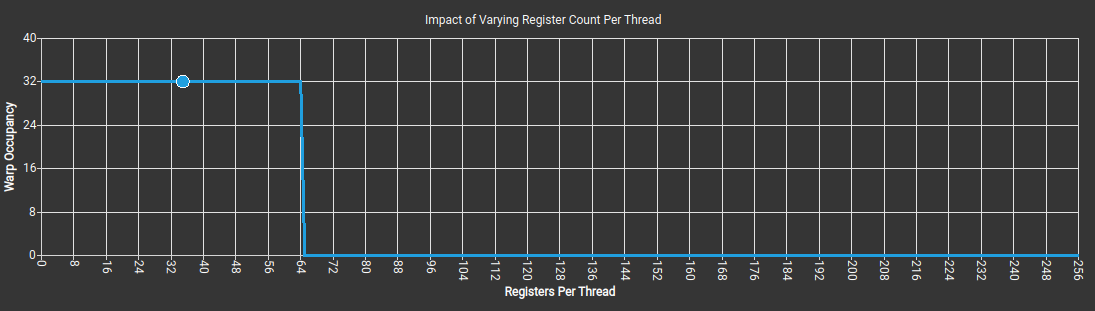 Impact of Varying Register Count Per Thread
40
32
24
16
8
0
Warp Occupancy
0 8 16 24 32 40 48 56 64 72 80 88 96 104 112 120 128 136 144 152 160 168 176 184 192 200 208 216 224 232 240 248 256
Registers Per Thread